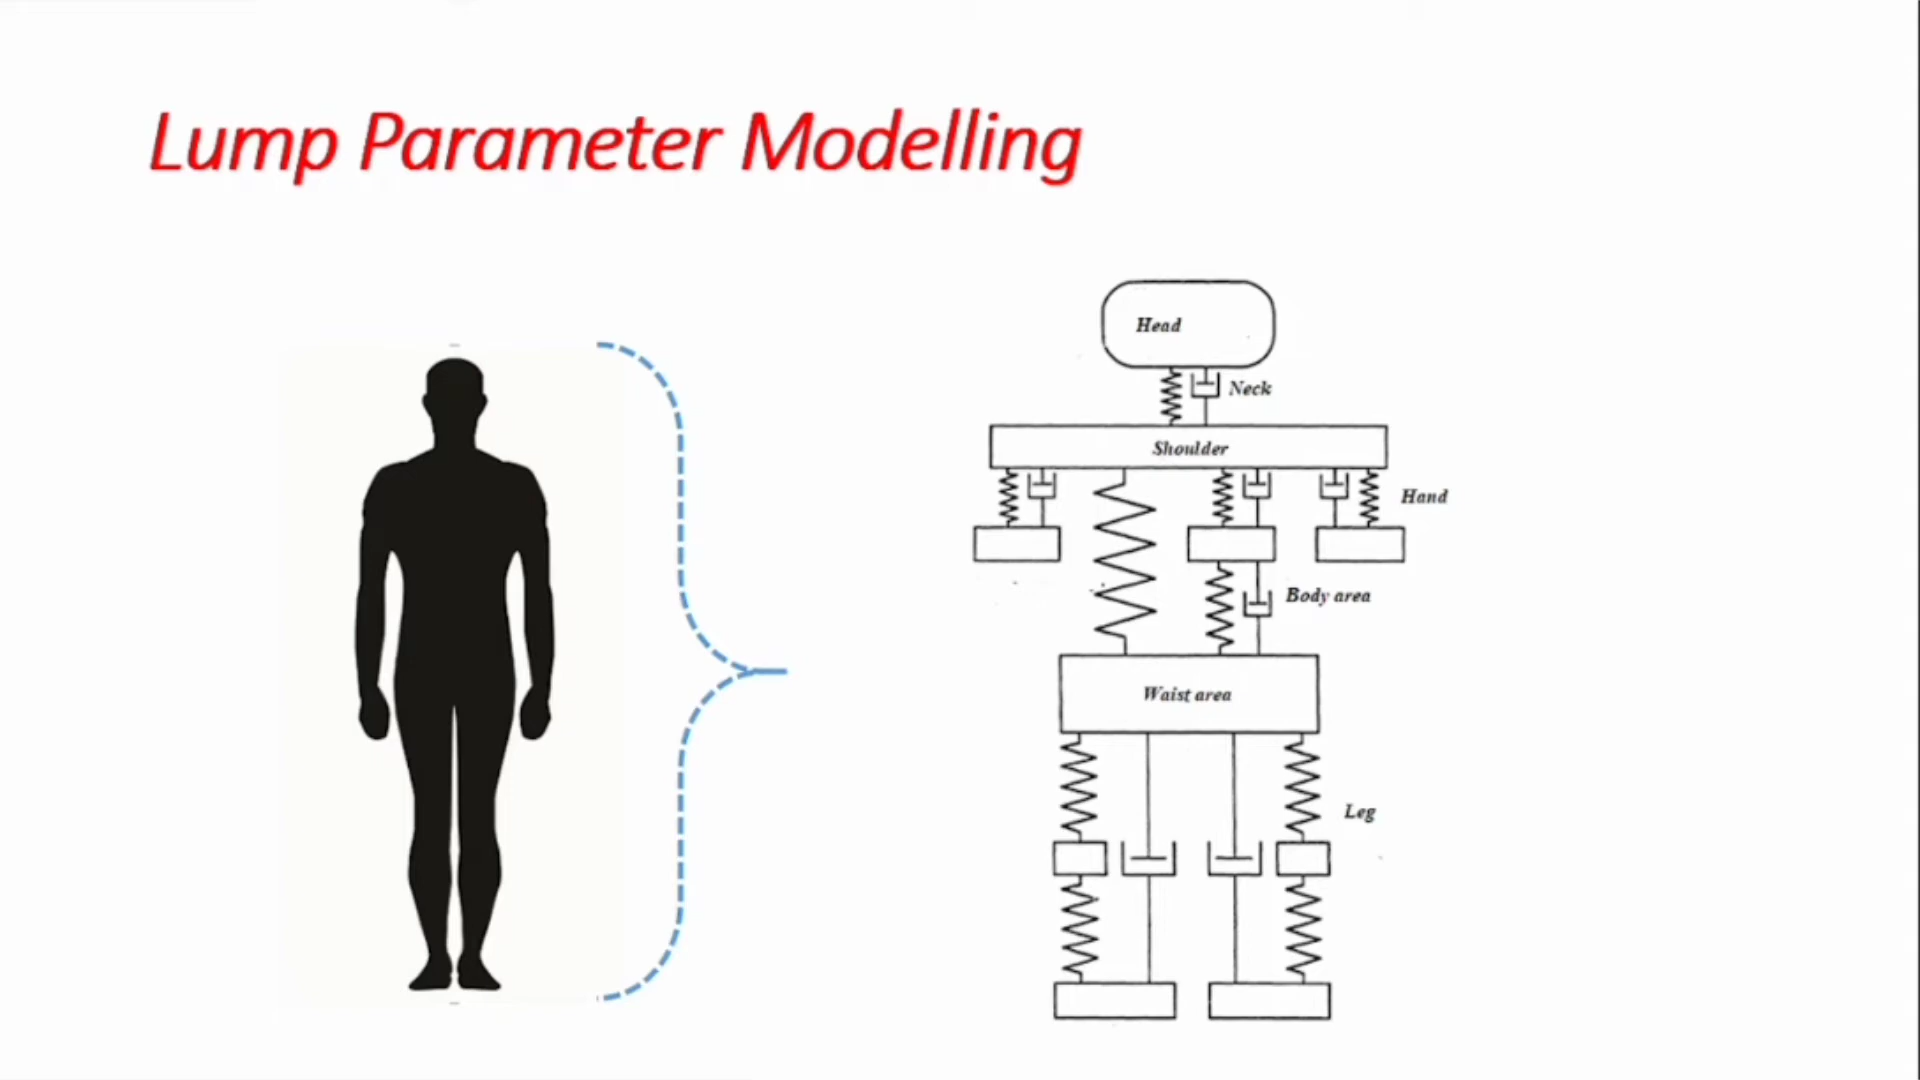 Lump Parameter Modelling
Head
Neck
Shoulder
Hand
Body area
Waist area
Leg